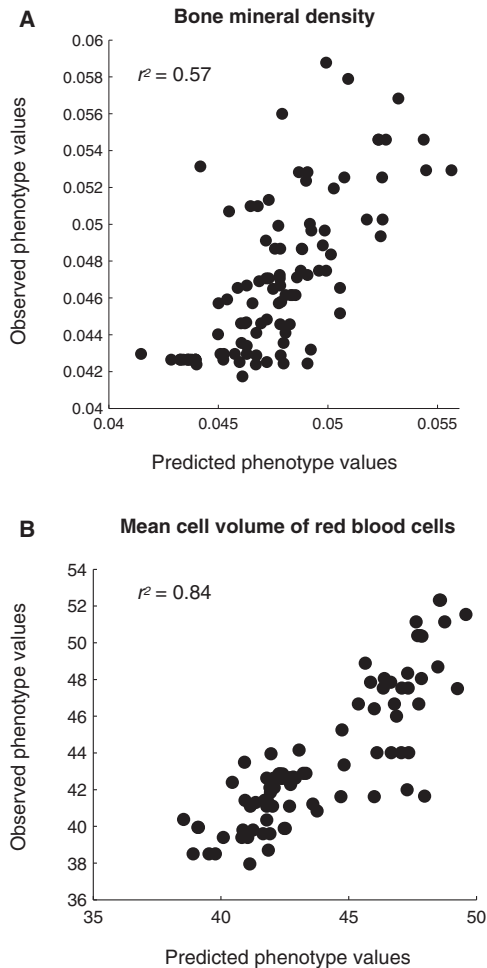 A
Bone mineral density
r² = 0.57
Observed phenotype values
0.06
0.058
0.056
0.054
0.052
0.05
0.048
0.046
0.044
0.042
0.04
0.04
0.045
0.05
0.055
Predicted phenotype values
B
Mean cell volume of red blood cells
r² = 0.84
Observed phenotype values
54
52
50
48
46
44
42
40
38
36
35
40
45
50
Predicted phenotype values